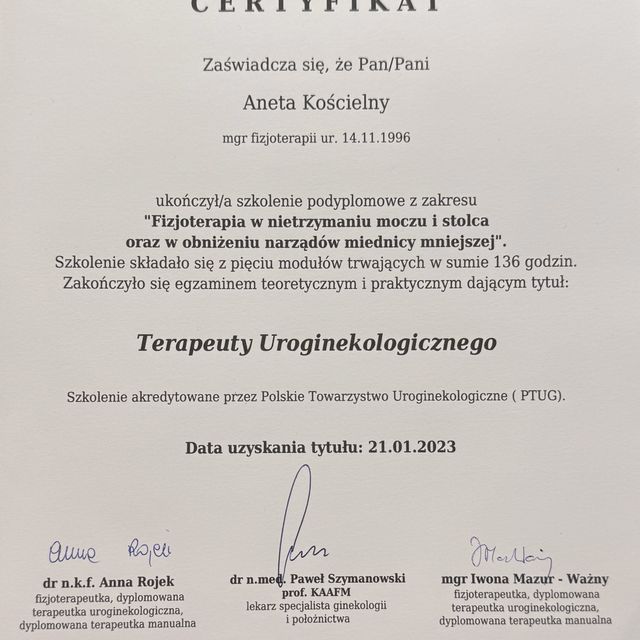 CERTYFIKAT
Zaświadcza się, że Pan/Pani
Aneta Kościelny
mgr fizjoterapii ur. 14.11.1996
ukończył/a szkolenie podyplomowe z zakresu
"Fizjoterapia w nietrzymaniu moczu i stolca
oraz w obniżeniu narządów miednicy mniejszej".
Szkolenie składało się z pięciu modułów trwających w sumie 136 godzin.
Zakończyło się egzaminem teoretycznym i praktycznym dającym tytuł:
Terapeuty Uroginekologicznego
Szkolenie akredytowane przez Polskie Towarzystwo Uroginekologiczne ( PTUG).
Data uzyskania tytułu: 21.01.2023
Anna Rojek
dr n.k.f. Anna Rojek
fizjoterapeutka, dyplomowana
terapeutka uroginekologiczna,
dyplomowana terapeutka manualna
dr n.med. Paweł Szymanowski
prof. KAAFM
lekarz specjalista ginekologii
i położnictwa
mgr Iwona Mazur - Ważny
fizjoterapeutka, dyplomowana
terapeutka uroginekologiczna,
dyplomowana terapeutka manualna